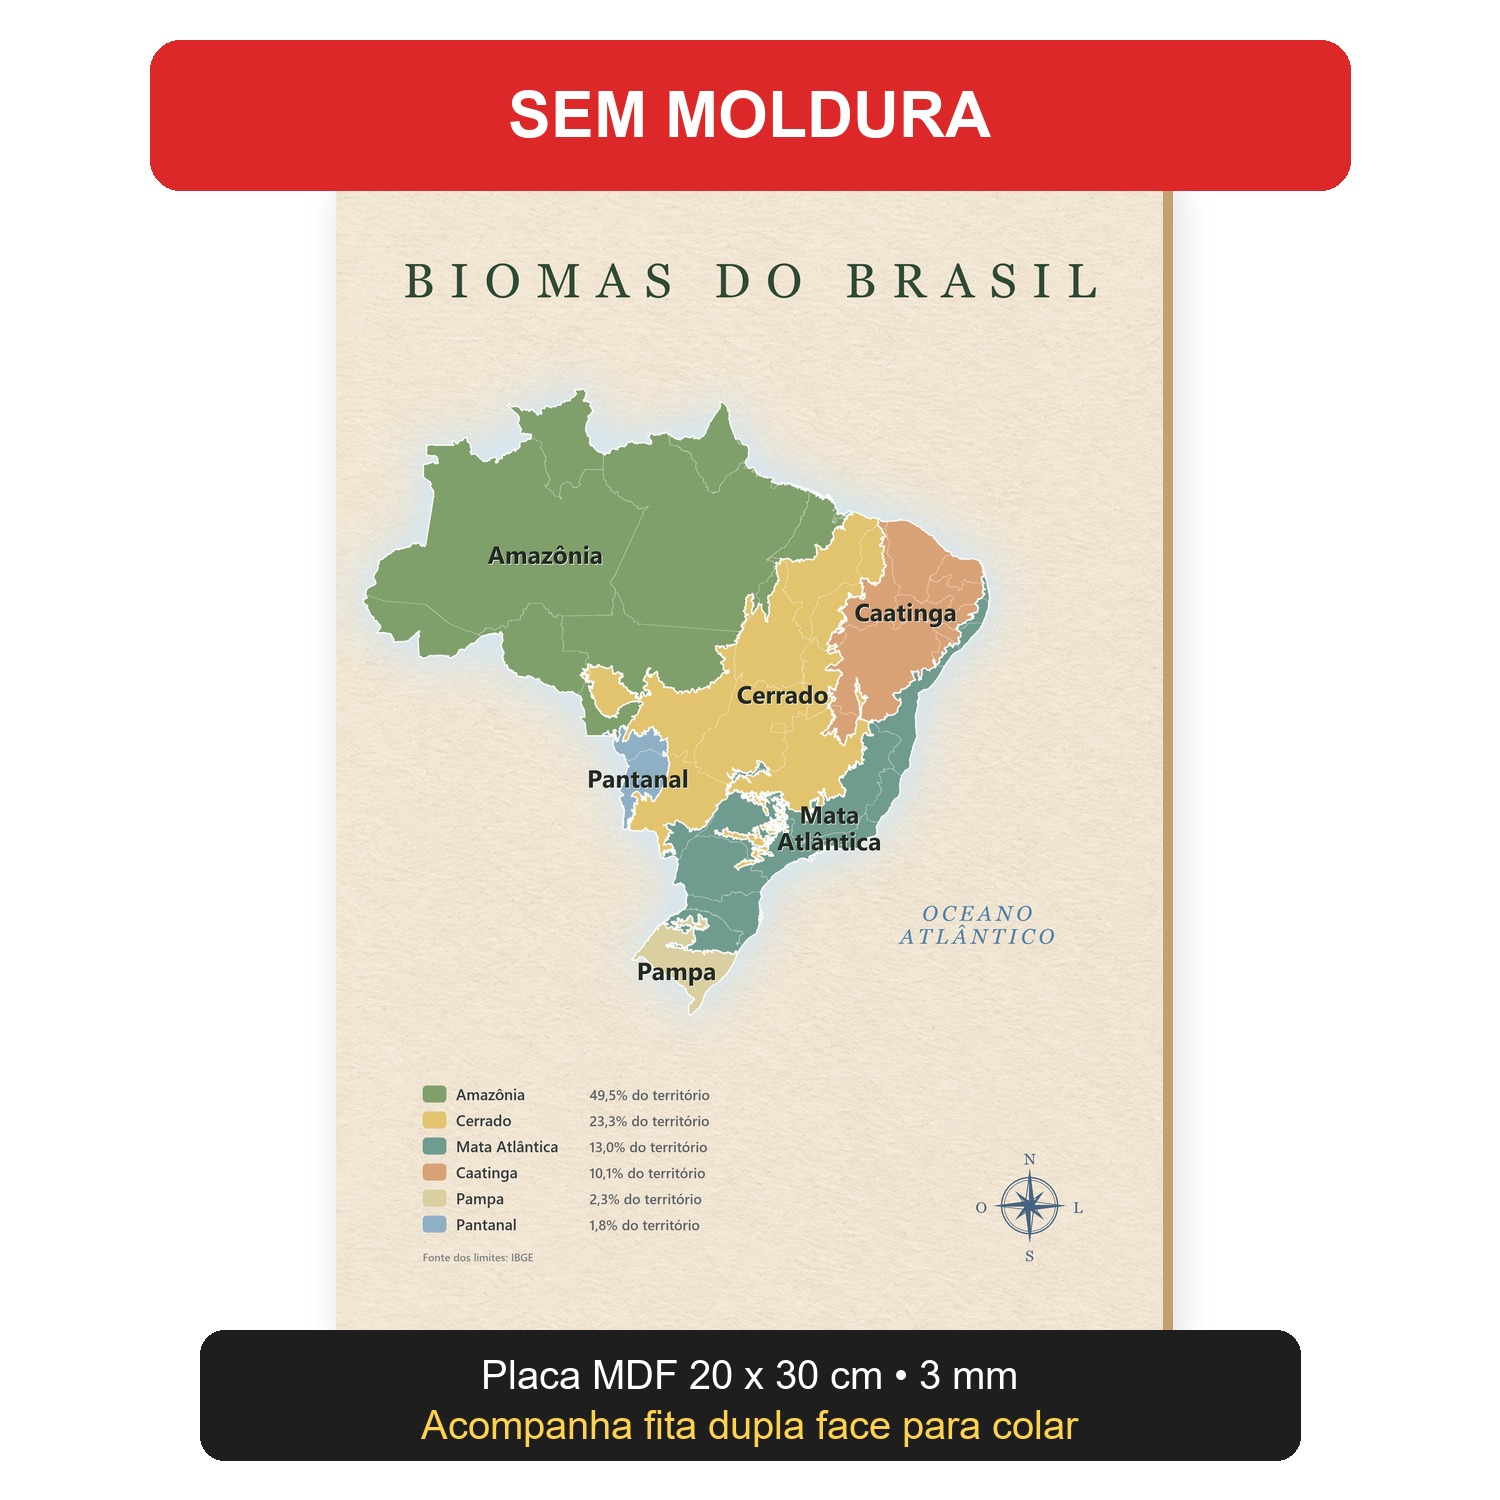 SEM MOLDURA
BIOMAS DO BRASIL
Amazônia
Caatinga
Cerrado
Pantanal
Mata
Atlântica
OCEANO
ATLÂNTICO
Pampa
Amazônia 49,5% do território
Cerrado 23,3% do território
Mata Atlântica 13,0% do território
Caatinga 10,1% do território
Pampa 2,3% do território
Pantanal 1,8% do território
Fonte dos limites: IBGE
N
O L
S
Placa MDF 20 x 30 cm • 3 mm
Acompanha fita dupla face para colar